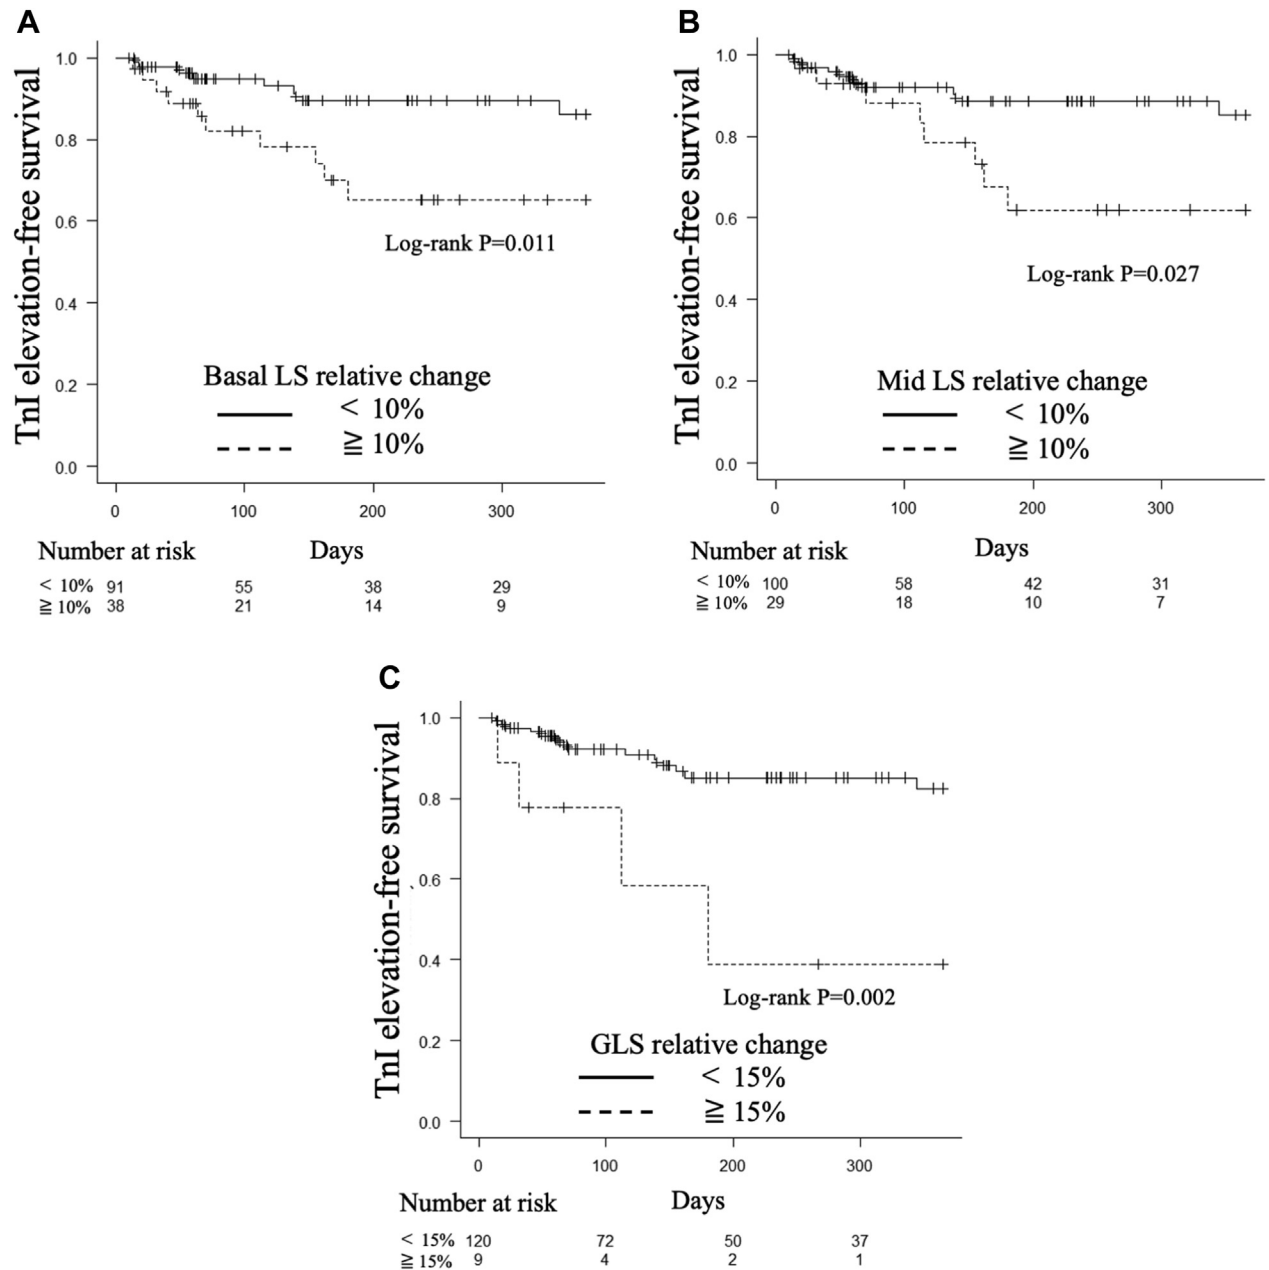 A
TnI elevation-free survival
1.0
0.8
0.6
0.4
0.2
0.0
Log-rank P=0.011
Basal LS relative change
< 10%
≧ 10%
0 100 200 300
Number at risk Days
< 10% 91 55 38 29
≧ 10% 38 21 14 9
B
TnI elevation-free survival
1.0
0.8
0.6
0.4
0.2
0.0
Log-rank P=0.027
Mid LS relative change
< 10%
≧ 10%
0 100 200 300
Number at risk Days
< 10% 100 58 42 31
≧ 10% 29 18 10 7
C
TnI elevation-free survival
1.0
0.8
0.6
0.4
0.2
0.0
Log-rank P=0.002
GLS relative change
< 15%
≧ 15%
0 100 200 300
Number at risk Days
< 15% 120 72 50 37
≧ 15% 9 4 2 1